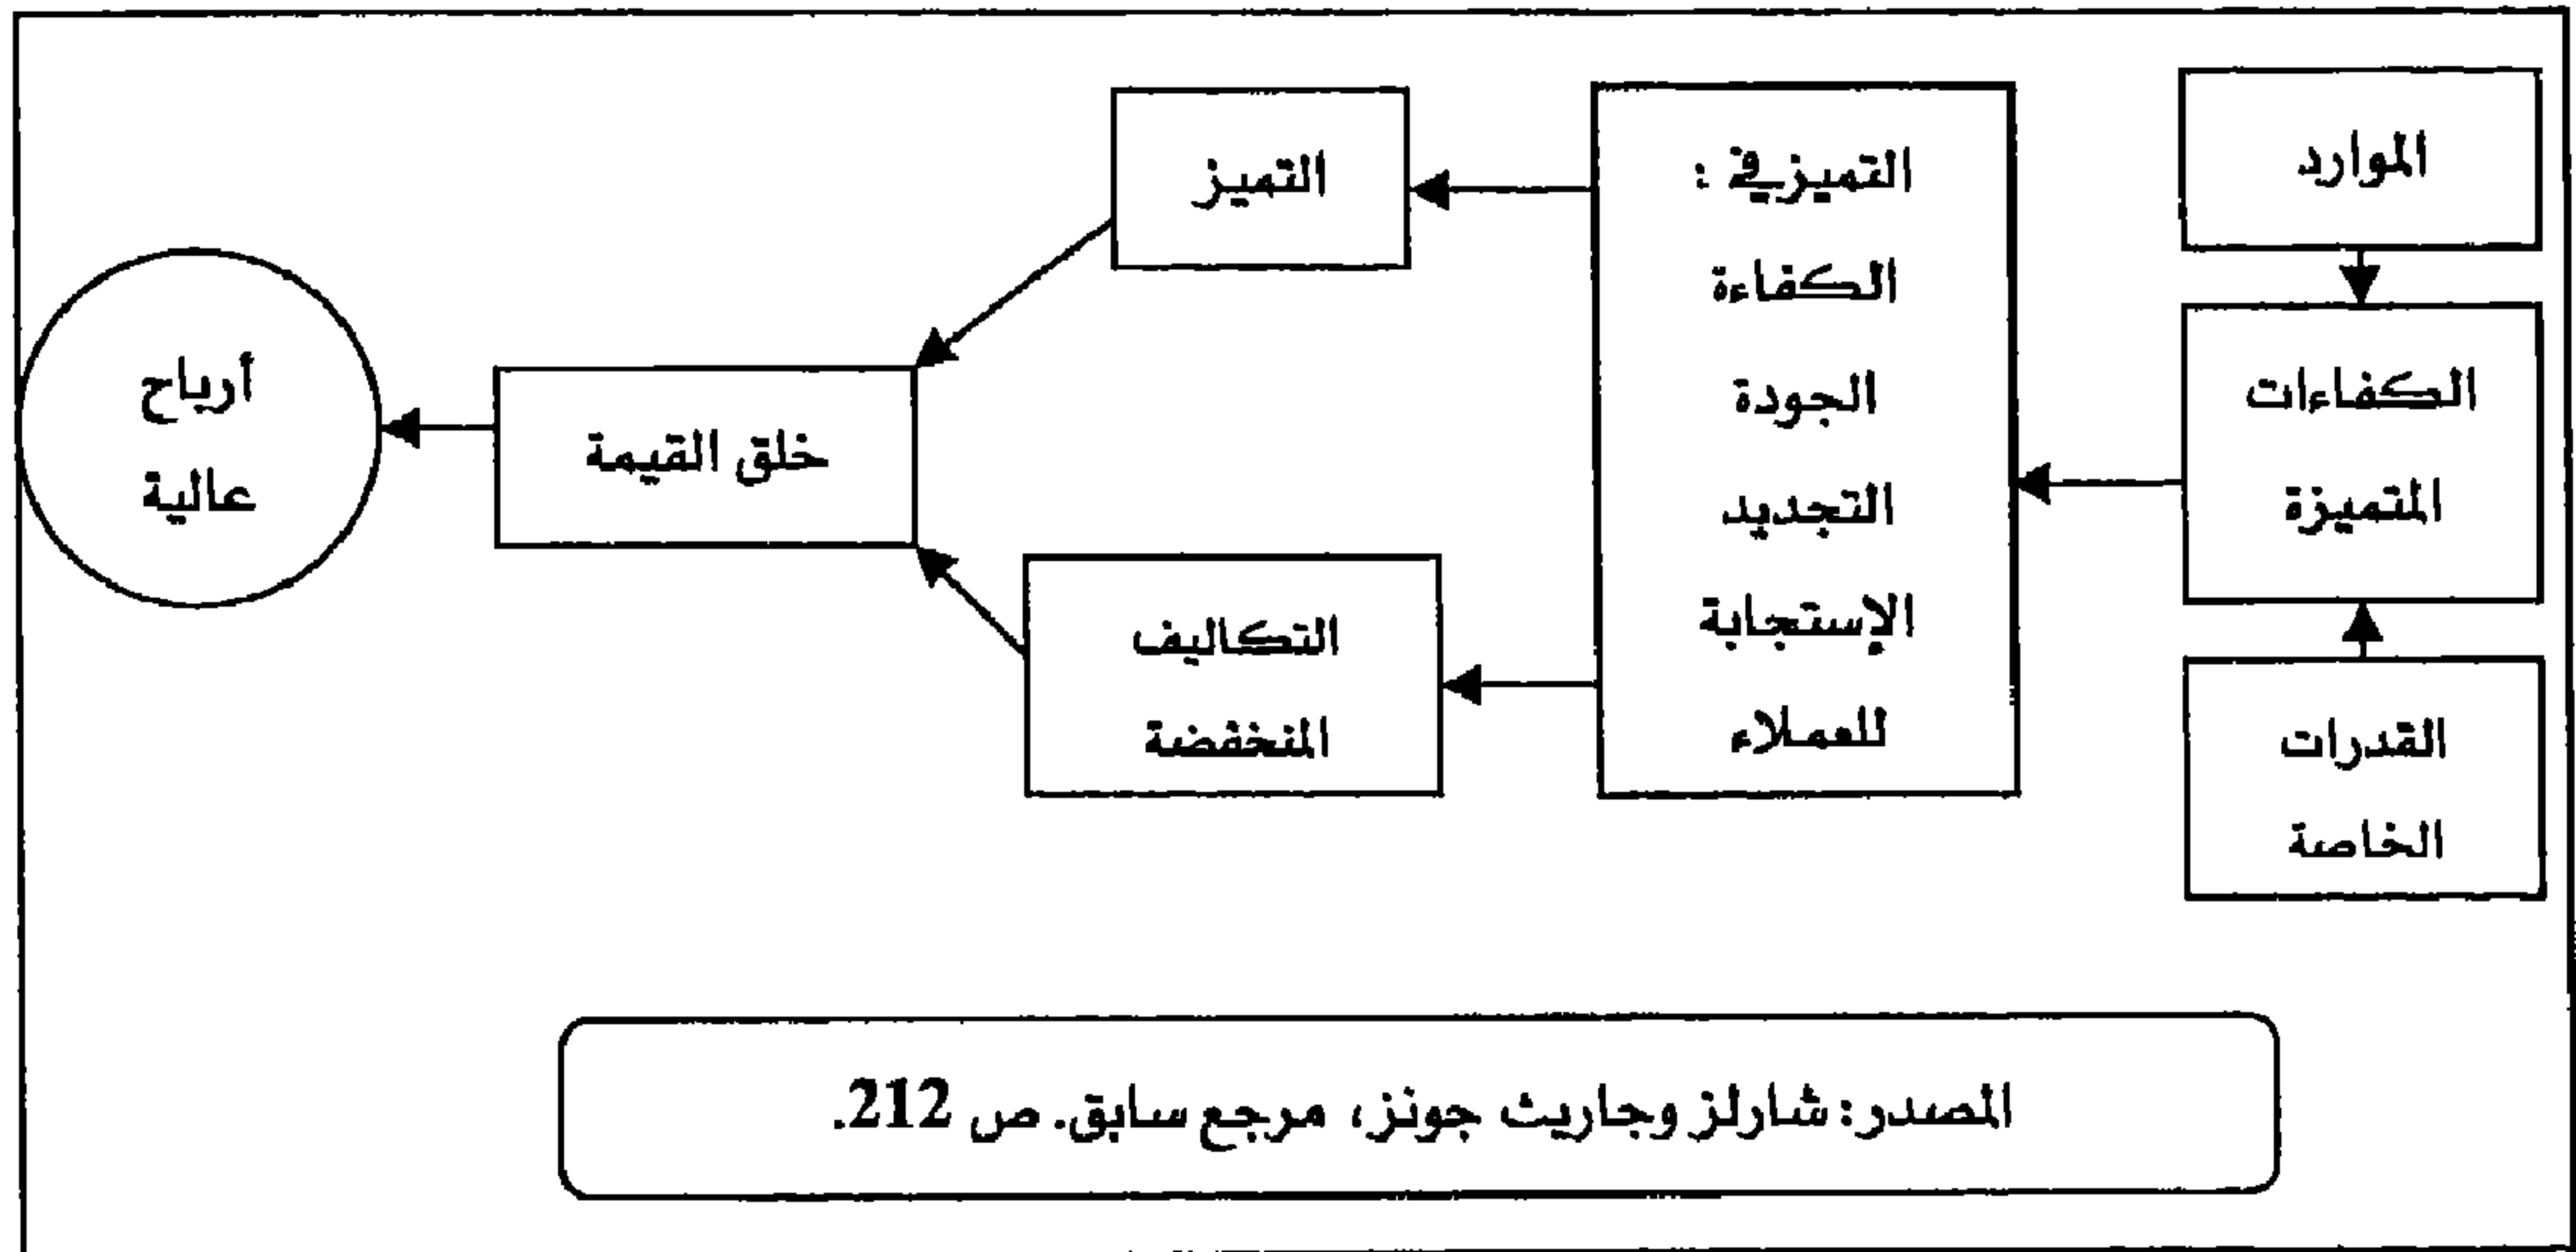 الموارد
الكفاءات
المتميزة
القدرات
الخاصة
التميز في :
الكفاءة
الجودة
التجديد
الإستجابة
للعملاء
التميز
التكاليف
المنخفضة
خلق القيمة
أرباح
عالية
المصدر: شارلز وجاريث جونز، مرجع سابق. ص 212.